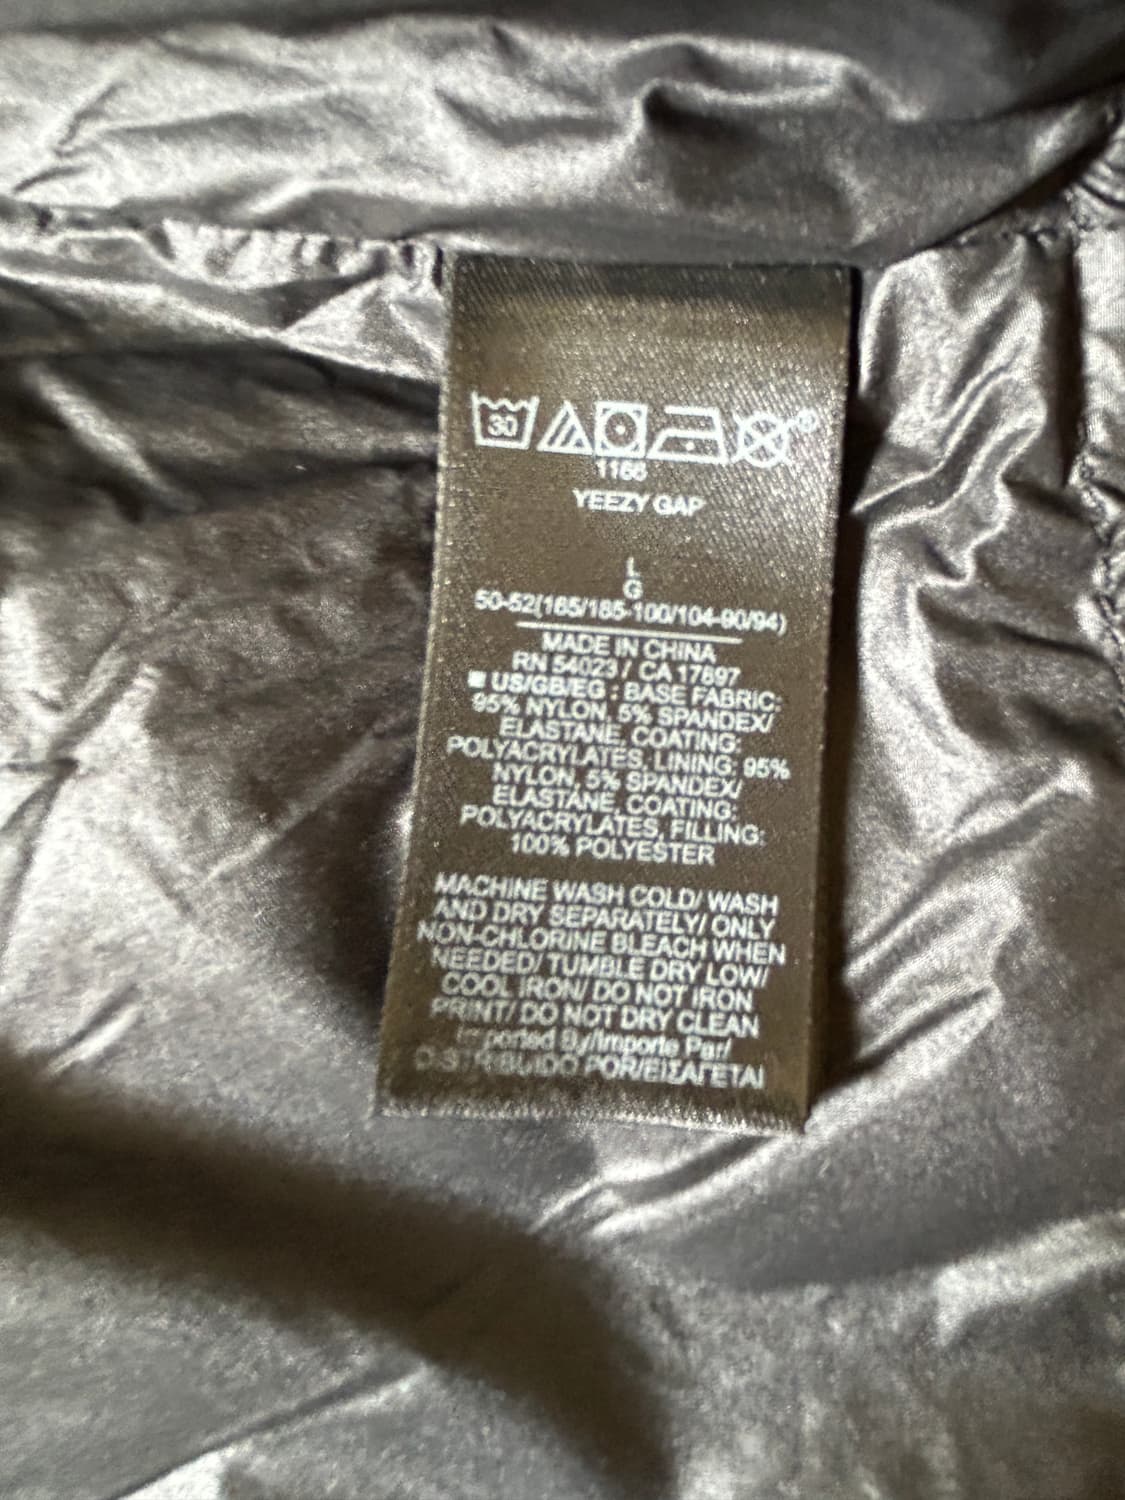 30
1166
YEEZY GAP
L
G
50-52(185/185-100/104-90/94)
MADE IN CHINA
RN 54023 / CA 17897
US/GB/EG : BASE FABRIC:
95% NYLON, 5% SPANDEX/
ELASTANE, COATING:
POLYACRYLATES, LINING: 95%
NYLON, 5% SPANDEX/
ELASTANE, COATING:
POLYACRYLATES, FILLING:
100% POLYESTER
MACHINE WASH COLD/ WASH
AND DRY SEPARATELY/ ONLY
NON-CHLORINE BLEACH WHEN
NEEDED/ TUMBLE DRY LOW/
COOL IRON/ DO NOT IRON
PRINT/ DO NOT DRY CLEAN
Imported By/Importe Par/
DISTRIBUIDO POR/ΕΙΣΑΓΕΤΑΙ